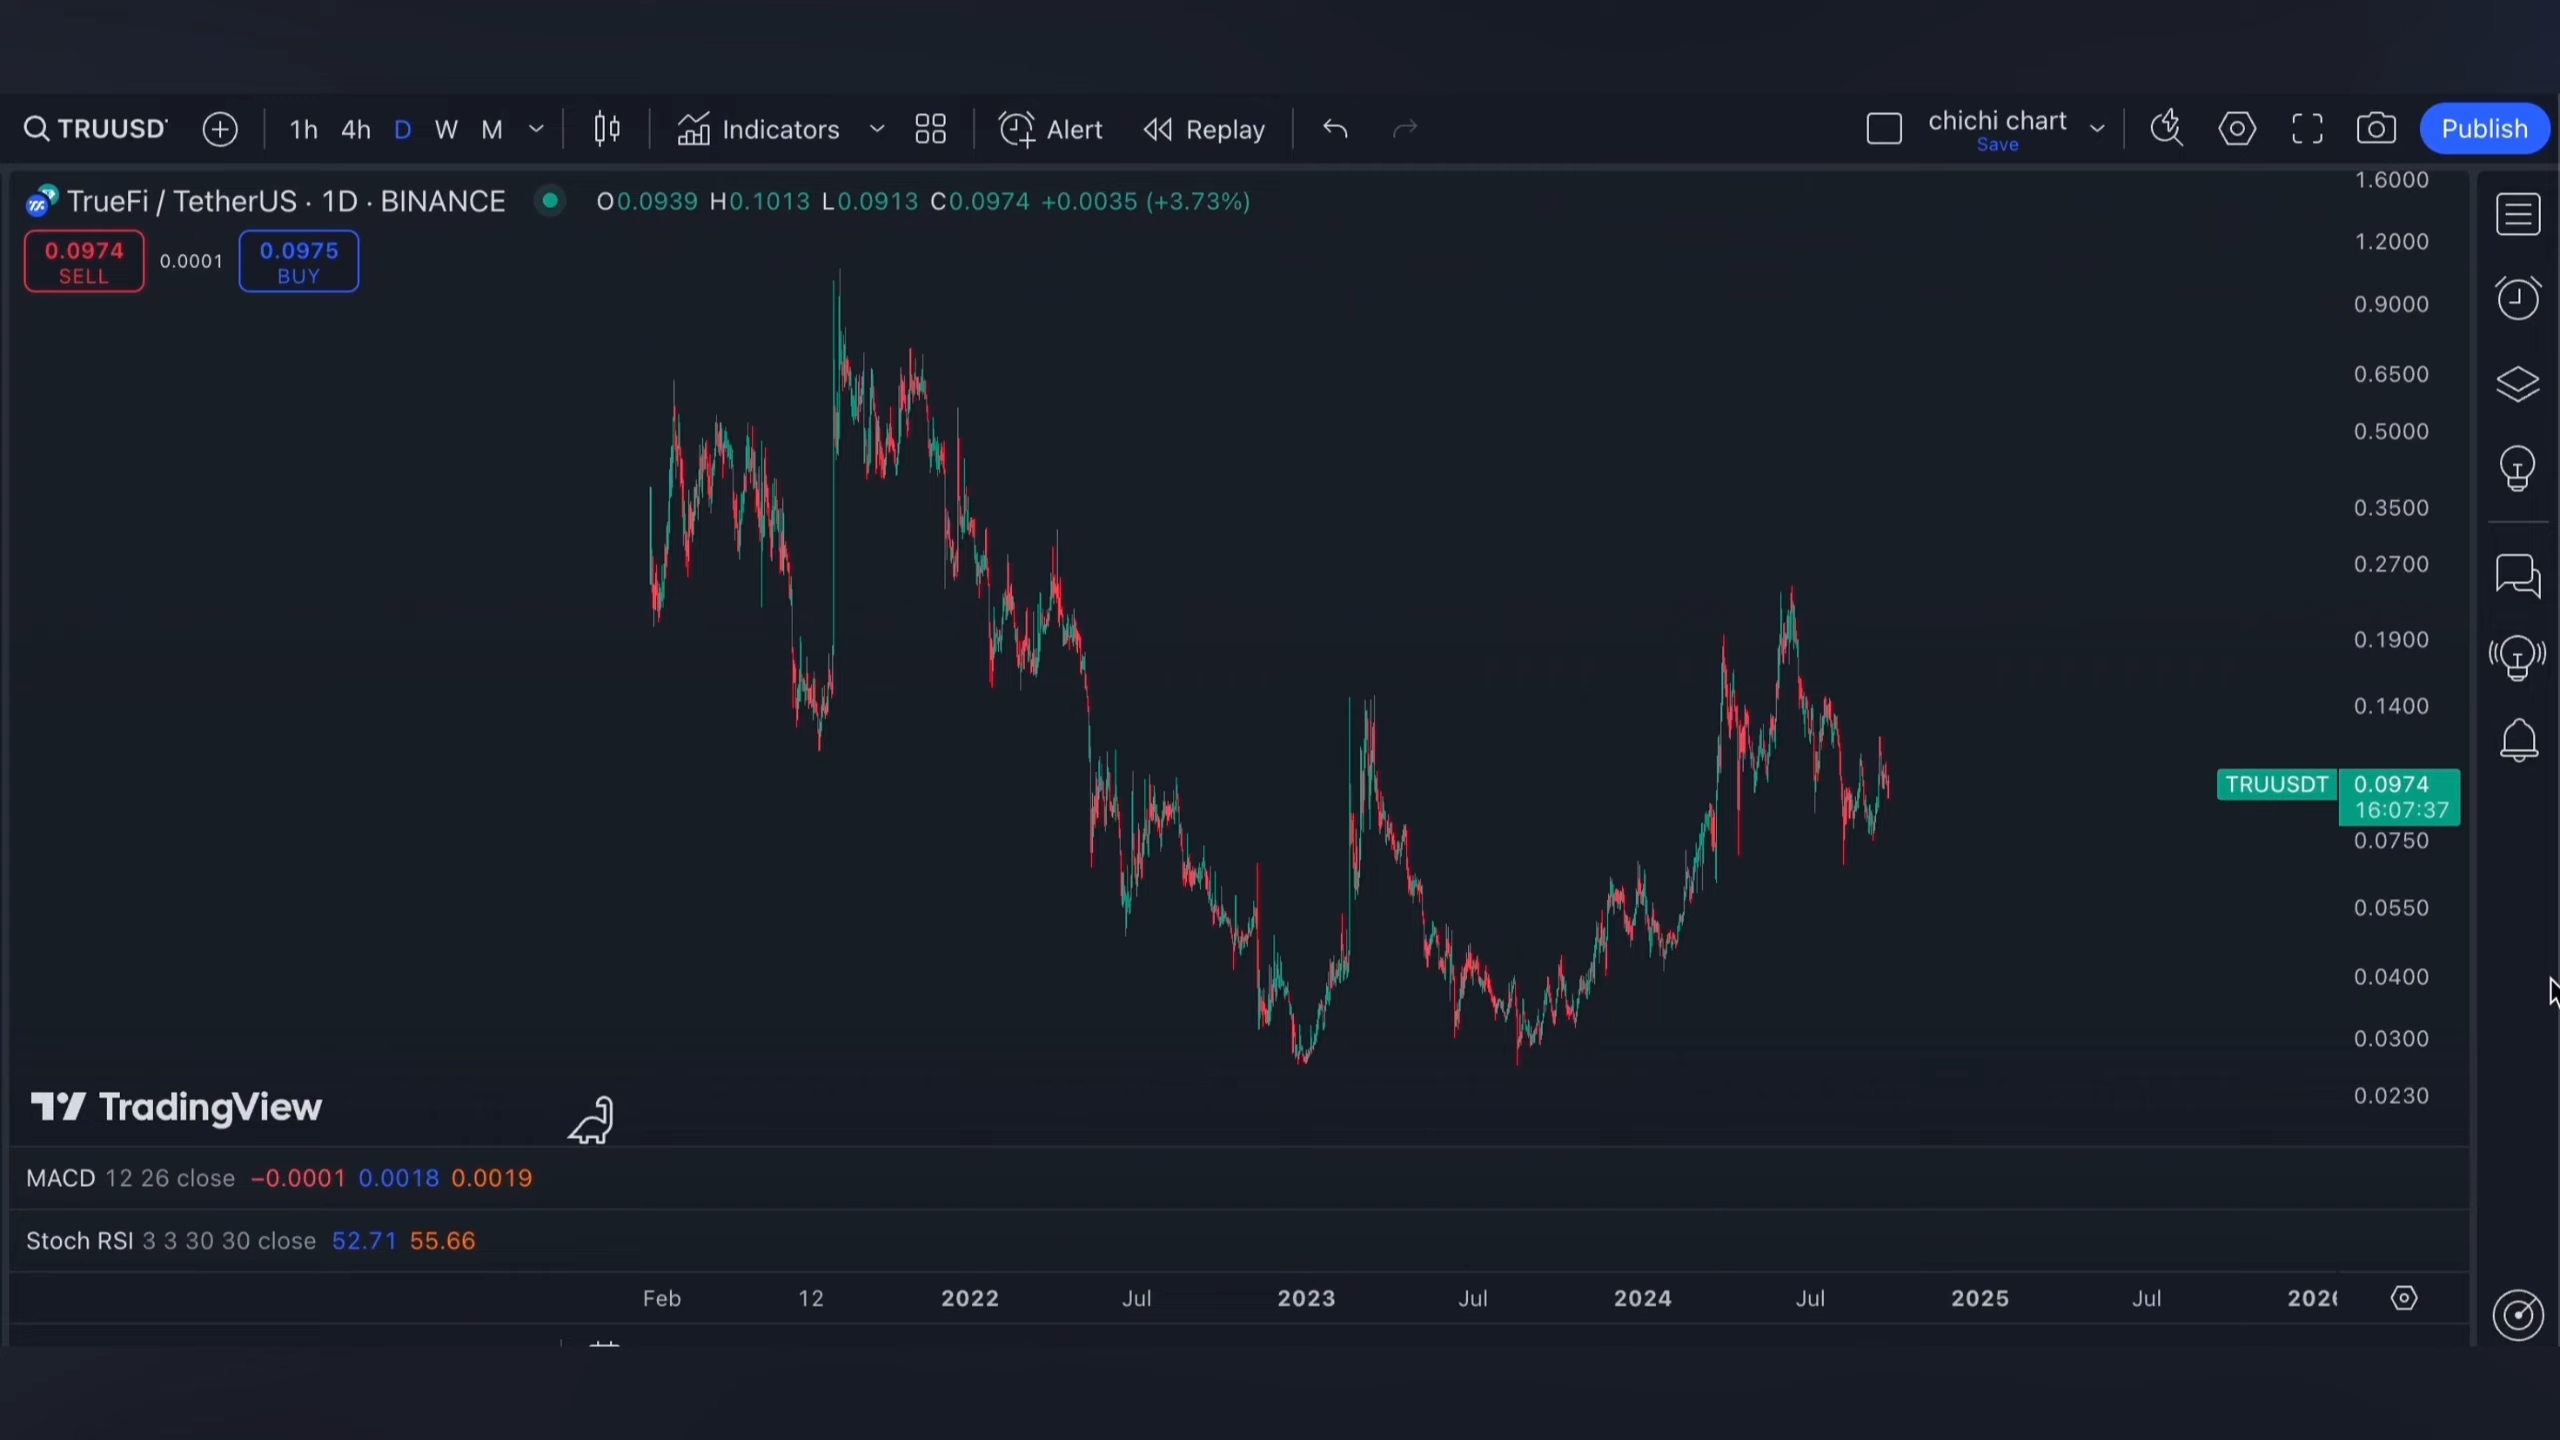 TRUUSD
1h 4h D W M Indicators Alert Replay
chichi chart
Save
Publish
TrueFi / TetherUS · 1D · BINANCE O0.0939 H0.1013 L0.0913 C0.0974 +0.0035 (+3.73%)
0.0974
SELL
0.0001
0.0975
BUY
1.6000
1.2000
0.9000
0.6500
0.5000
0.3500
0.2700
0.1900
0.1400
TRUUSDT 0.0974
16:07:37
0.0750
0.0550
0.0400
0.0300
0.0230
TradingView
MACD 12 26 close −0.0001 0.0018 0.0019
Stoch RSI 3 3 30 30 close 52.71 55.66
Feb 12 2022 Jul 2023 Jul 2024 Jul 2025 Jul